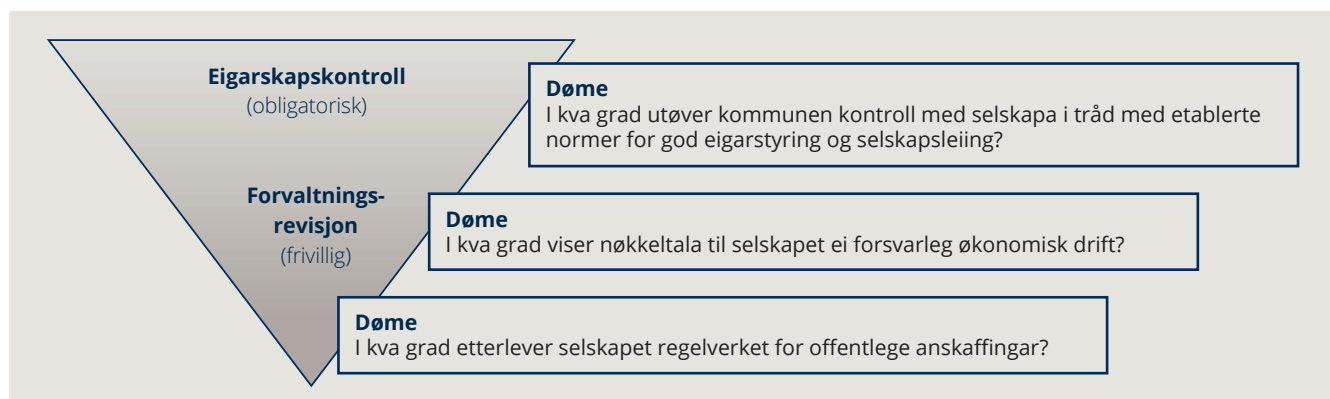 Eigarskapskontroll
(obligatorisk)
Døme
I kva grad utøver kommunen kontroll med selskapa i tråd med etablerte
normer for god eigarstyring og selskapsleiing?
Forvaltnings-
revisjon
(frivillig)
Døme
I kva grad viser nøkkeltala til selskapet ei forsvarleg økonomisk drift?
Døme
I kva grad etterlever selskapet regelverket for offentlege anskaffingar?